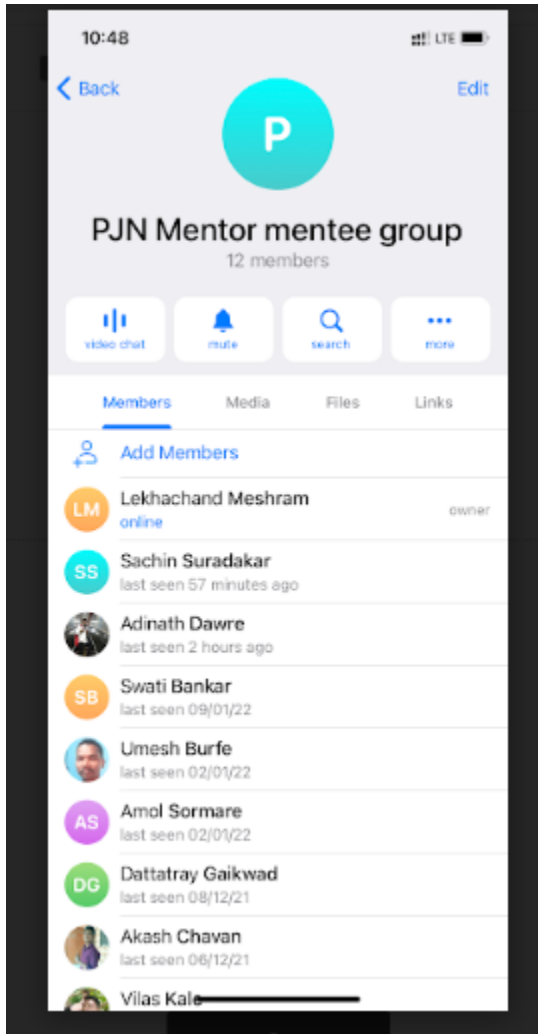 10:48
LTE
Back
Edit
P
PJN Mentor mentee group
12 members
video chat
mute
search
more
Members
Media
Files
Links
Add Members
LM
Lekhachand Meshram
owner
online
SS
Sachin Suradakar
last seen 57 minutes ago
Adinath Dawre
last seen 2 hours ago
SB
Swati Bankar
last seen 09/01/22
Umesh Burfe
last seen 02/01/22
AS
Amol Sormare
last seen 02/01/22
DG
Dattatray Gaikwad
last seen 08/12/21
Akash Chavan
last seen 06/12/21
Vilas Kale